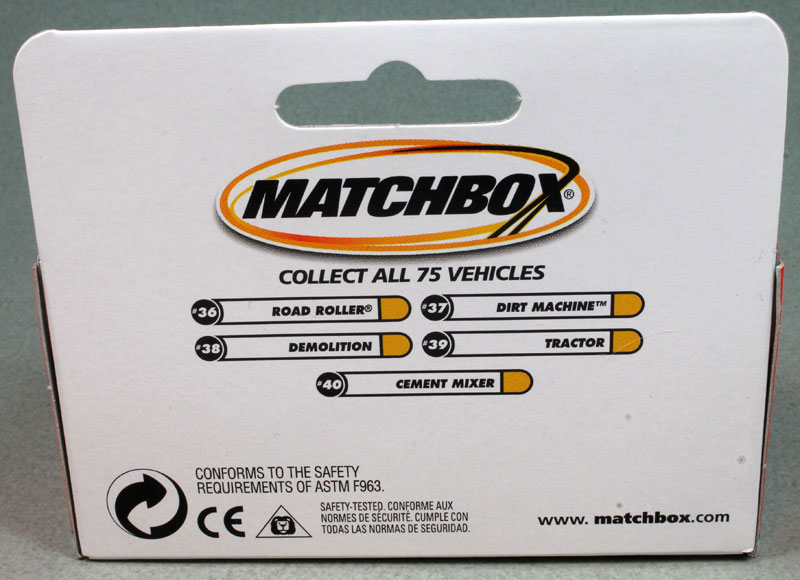 MATCHBOX®
COLLECT ALL 75 VEHICLES
#36 ROAD ROLLER®
#37 DIRT MACHINE™
#38 DEMOLITION
#39 TRACTOR
#40 CEMENT MIXER
CONFORMS TO THE SAFETY
REQUIREMENTS OF ASTM F963.
CE
SAFETY-TESTED. CONFORME AUX
NORMES DE SÉCURITÉ. CUMPLE CON
TODAS LAS NORMAS DE SEGURIDAD.
www.matchbox.com